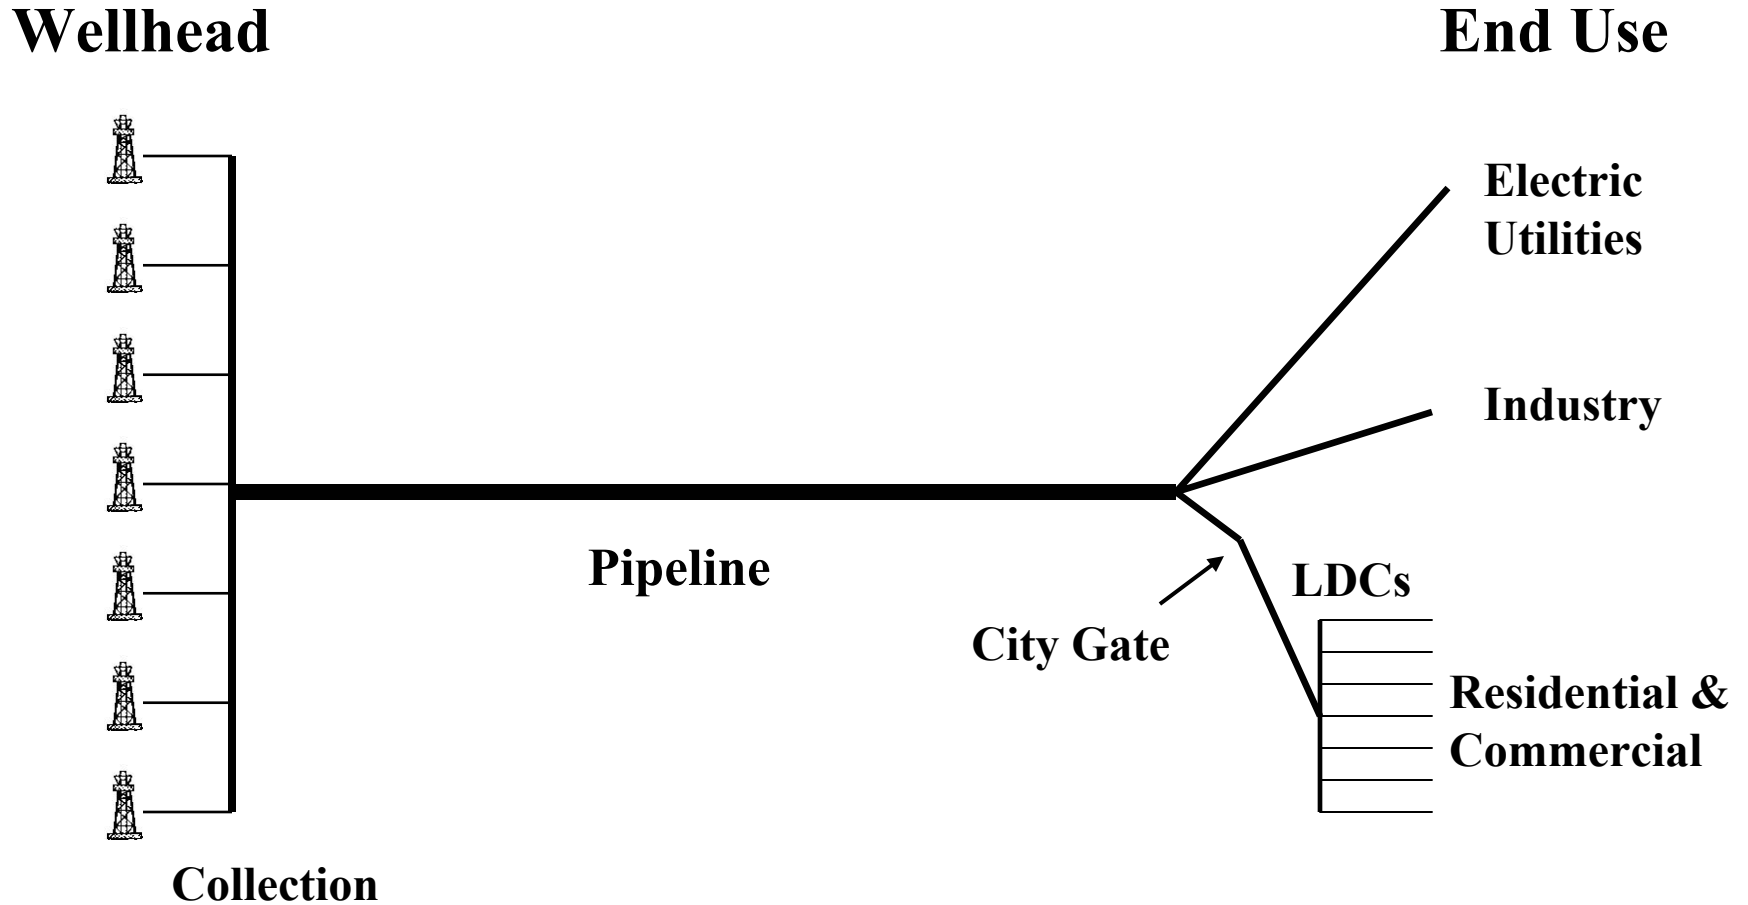 Wellhead
End Use
Electric
Utilities
Industry
Pipeline
LDCs
City Gate
Residential &
Commercial
Collection